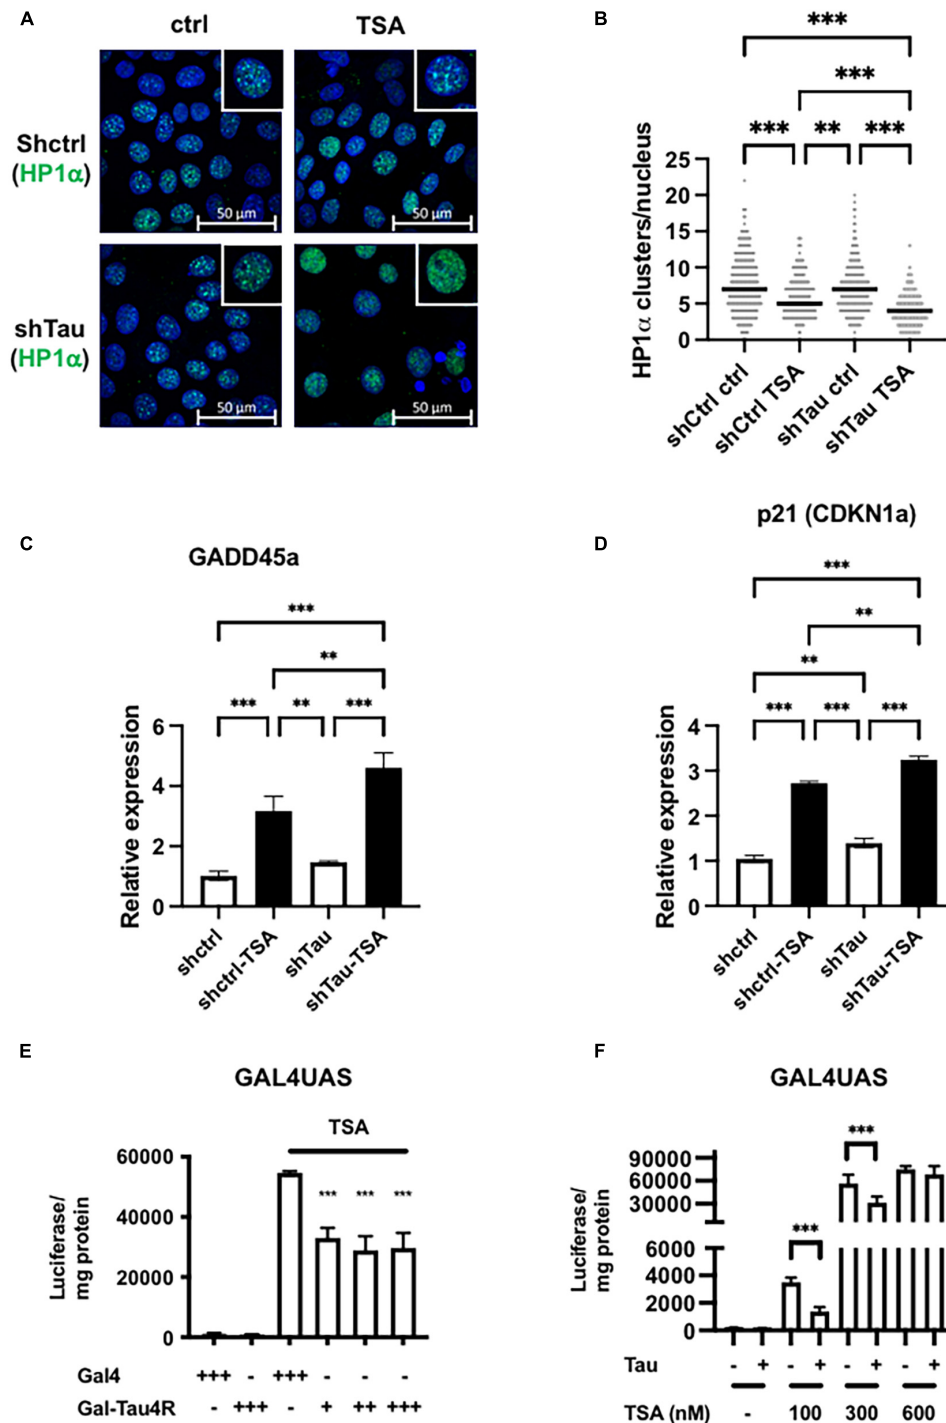 A
ctrl
TSA
Shctrl
(HP1α)
50 µm
50 µm
shTau
(HP1α)
50 µm
50 µm
B
***
***
*** ** ***
HP1α clusters/nucleus
25
20
15
10
5
0
shCtrl ctrl
shCtrl TSA
shTau ctrl
shTau TSA
C
GADD45a
***
**
*** ** ***
Relative expression
6
4
2
0
shctrl
shctrl-TSA
shTau
shTau-TSA
D
p21 (CDKN1a)
***
**
**
*** *** ***
Relative expression
4
3
2
1
0
shctrl
shctrl-TSA
shTau
shTau-TSA
E
GAL4UAS
TSA
*** *** ***
Luciferase/
mg protein
60000
40000
20000
0
Gal4 +++ - +++ - - -
Gal-Tau4R - +++ - + ++ +++
F
GAL4UAS
***
***
Luciferase/
mg protein
90000
60000
30000
6000
4000
2000
0
Tau - + - + - + - +
TSA (nM) - 100 300 600